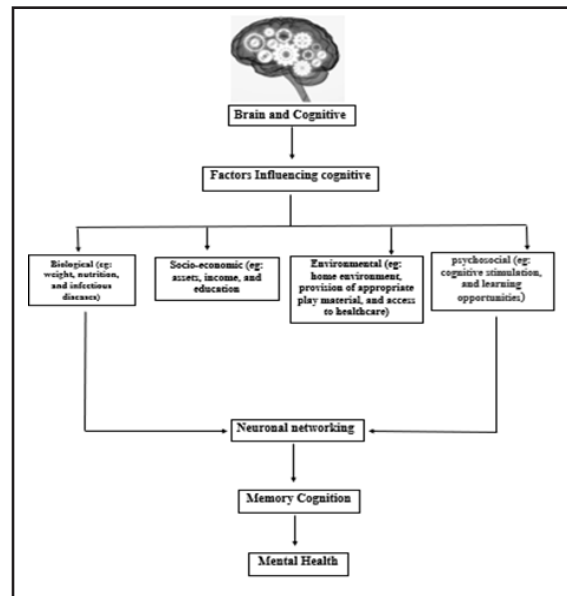 Brain and Cognitive
Factors Influencing cognitive
Biological (eg:
weight, nutrition,
and infectious
diseases)
Socio-economic (eg:
assets, income, and
education
Environmental (eg:
home environment,
provision of appropriate
play material, and access
to healthcare)
psychosocial (eg:
cognitive stimulation,
and learning
opportunities)
Neuronal networking
Memory Cognition
Mental Health